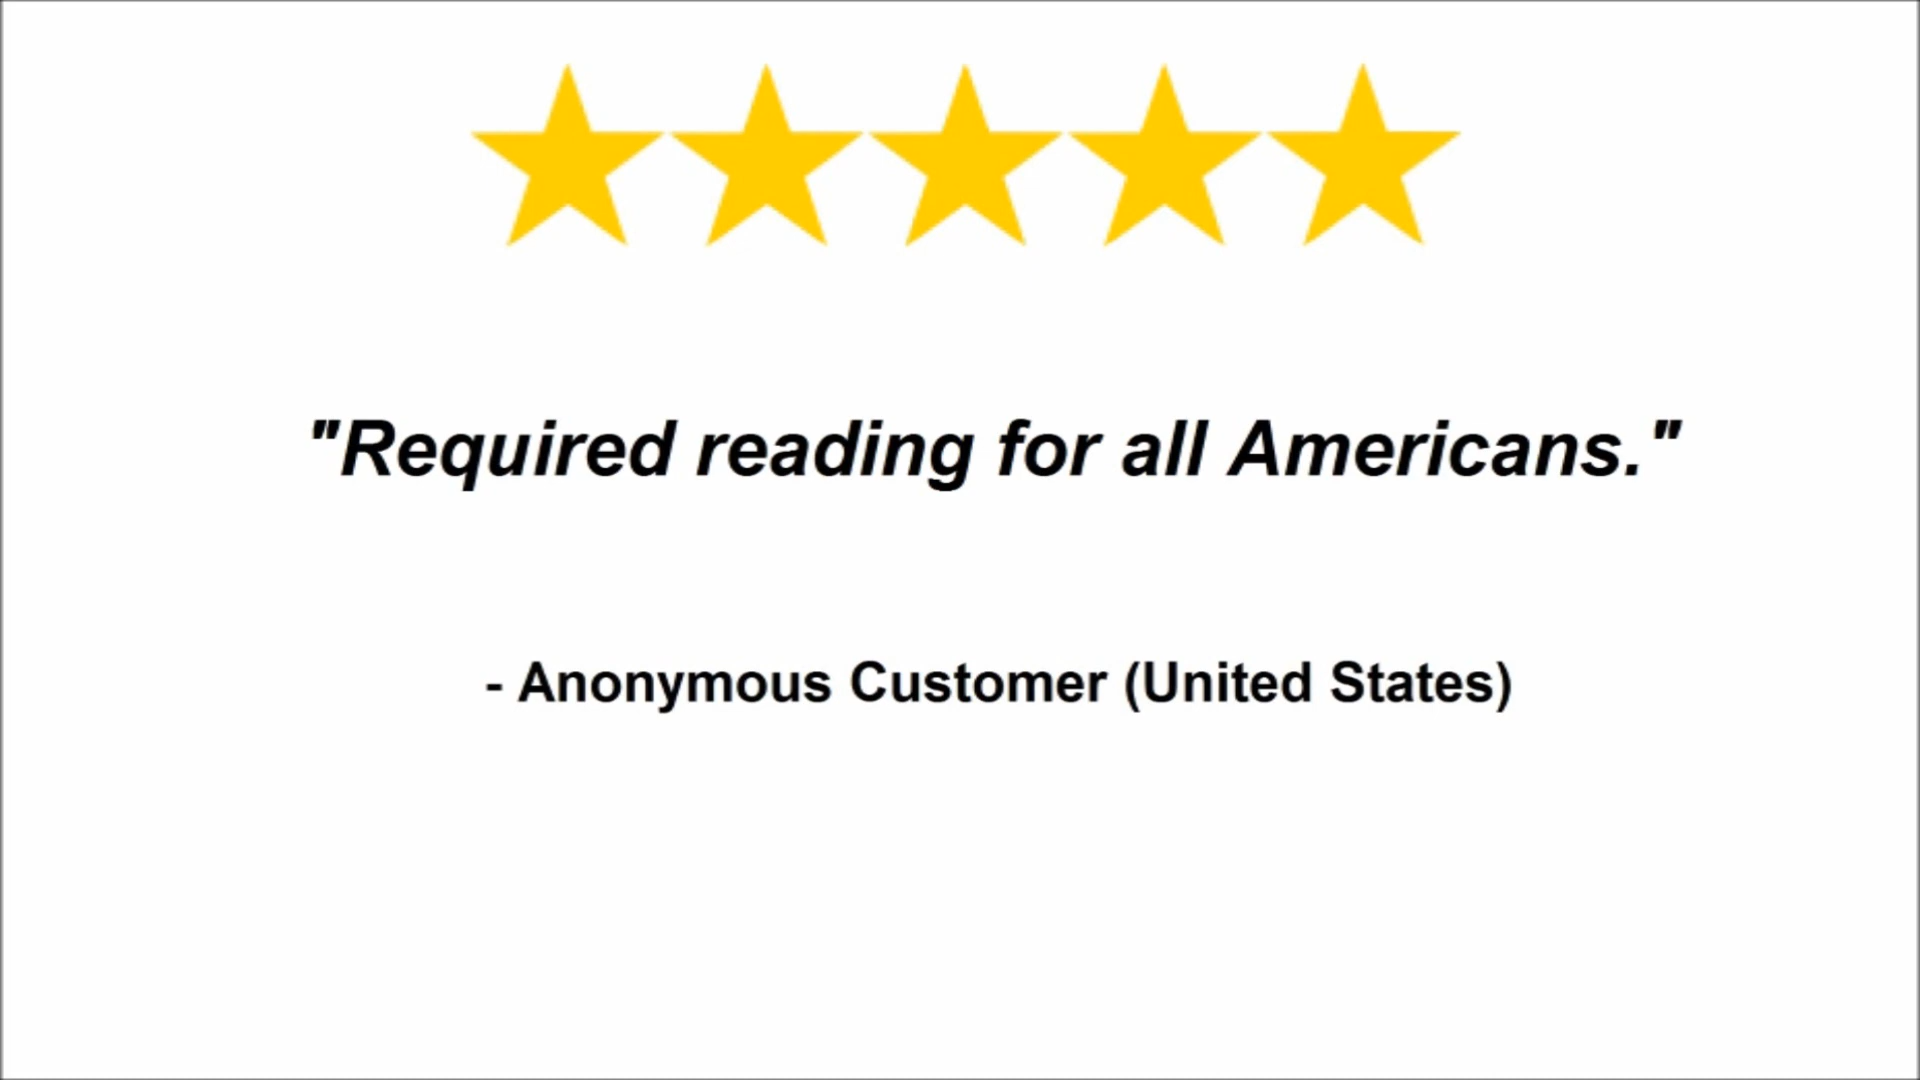 "Required reading for all Americans."
- Anonymous Customer (United States)